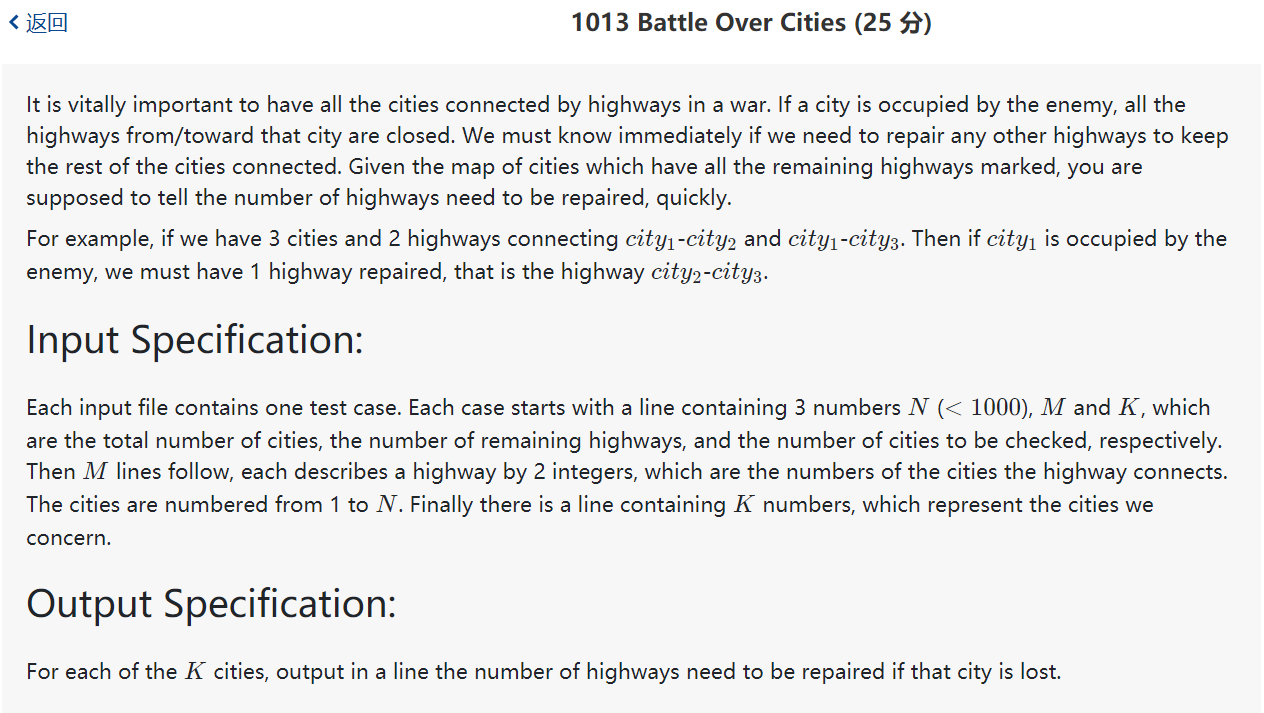 返回
1013 Battle Over Cities (25 分)
It is vitally important to have all the cities connected by highways in a war. If a city is occupied by the enemy, all the
highways from/toward that city are closed. We must know immediately if we need to repair any other highways to keep
the rest of the cities connected. Given the map of cities which have all the remaining highways marked, you are
supposed to tell the number of highways need to be repaired, quickly.
For example, if we have 3 cities and 2 highways connecting city₁-city₂ and city₁-city₃. Then if city₁ is occupied by the
enemy, we must have 1 highway repaired, that is the highway city₂-city₃.
Input Specification:
Each input file contains one test case. Each case starts with a line containing 3 numbers N (< 1000), M and K, which
are the total number of cities, the number of remaining highways, and the number of cities to be checked, respectively.
Then M lines follow, each describes a highway by 2 integers, which are the numbers of the cities the highway connects.
The cities are numbered from 1 to N. Finally there is a line containing K numbers, which represent the cities we
concern.
Output Specification:
For each of the K cities, output in a line the number of highways need to be repaired if that city is lost.